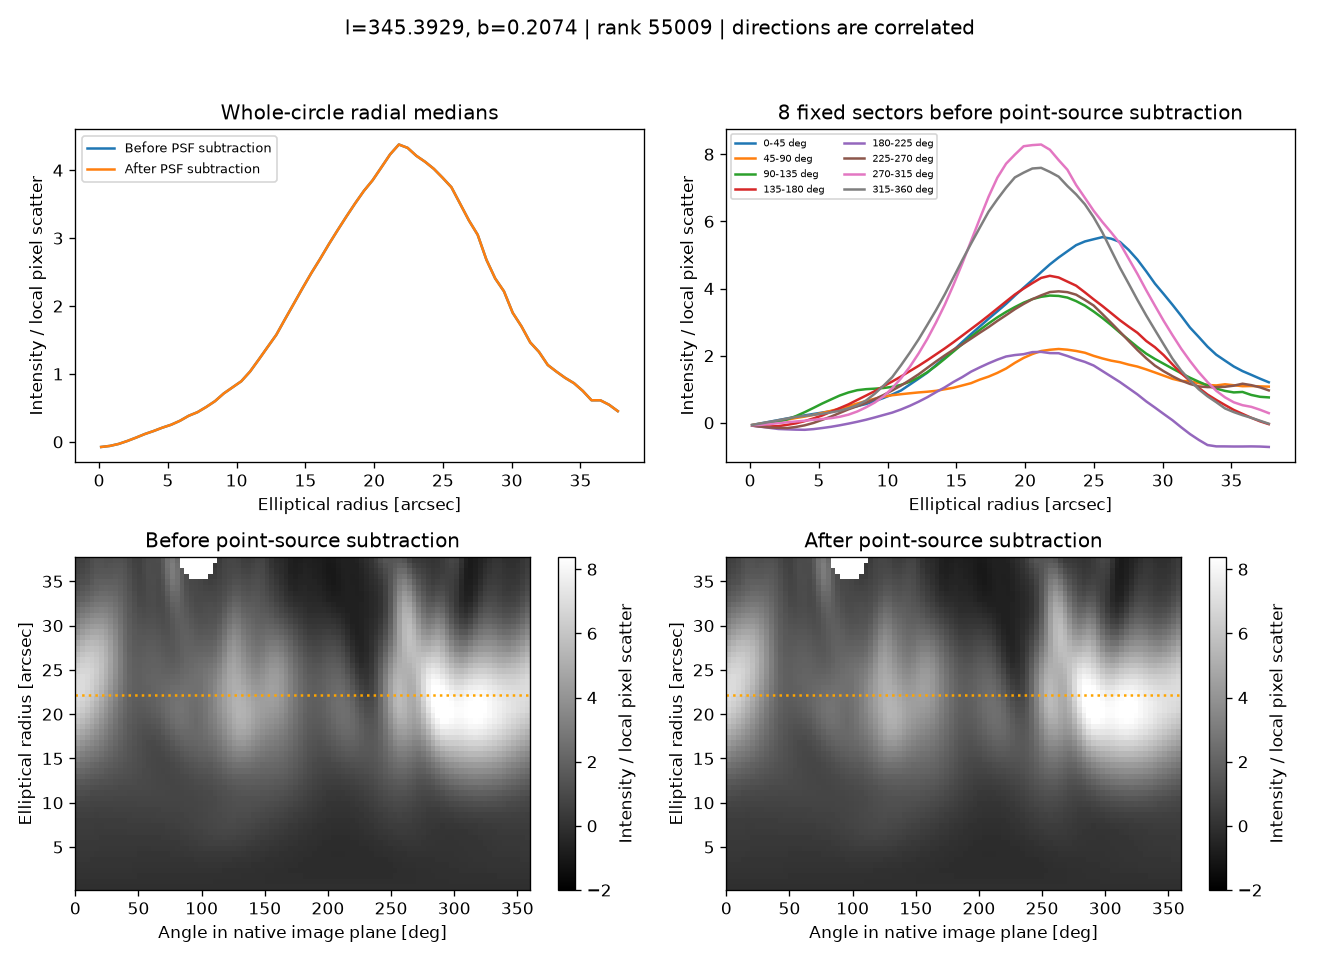 l=345.3929, b=0.2074 | rank 55009 | directions are correlated
Whole-circle radial medians
Before PSF subtraction
After PSF subtraction
Intensity / local pixel scatter
4
3
2
1
0
0 5 10 15 20 25 30 35
Elliptical radius [arcsec]
8 fixed sectors before point-source subtraction
0-45 deg
45-90 deg
90-135 deg
135-180 deg
180-225 deg
225-270 deg
270-315 deg
315-360 deg
Intensity / local pixel scatter
8
6
4
2
0
0 5 10 15 20 25 30 35
Elliptical radius [arcsec]
Before point-source subtraction
Elliptical radius [arcsec]
35
30
25
20
15
10
5
0 50 100 150 200 250 300 350
Angle in native image plane [deg]
8
6
4
2
0
−2
Intensity / local pixel scatter
After point-source subtraction
Elliptical radius [arcsec]
35
30
25
20
15
10
5
0 50 100 150 200 250 300 350
Angle in native image plane [deg]
8
6
4
2
0
−2
Intensity / local pixel scatter